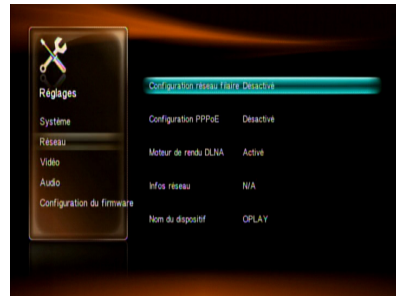 Réglages
Système
Réseau
Vidéo
Audio
Configuration du firmware
Configuration réseau filaire Désactivé
Configuration PPPoE Désactivé
Moteur de rendu DLNA Activé
Infos réseau N/A
Nom du dispositif OPLAY